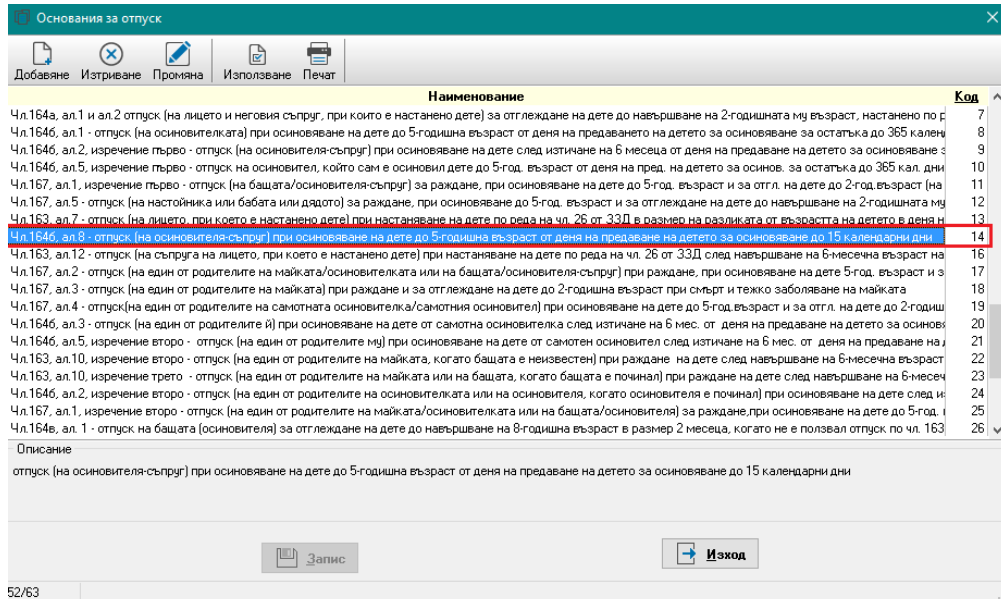 Основания за отпуск
Добавяне Изтриване Промяна Използване Печат
Наименование Код
Чл.164а, ал.1 и ал.2 отпуск (на лицето и неговия съпруг, при които е настанено дете) за отглеждане на дете до навършване на 2-годишната му възраст, настанено по р 7
Чл.164б, ал.1 - отпуск (на осиновителката) при осиновяване на дете до 5-годишна възраст от деня на предаването на детето за осиновяване за остатъка до 365 кален 8
Чл.164б, ал.2, изречение първо - отпуск (на осиновителя-съпруг) при осиновяване на дете след изтичане на 6 месеца от деня на предаване на детето за осиновяване з 9
Чл.164б, ал.5, изречение първо - отпуск на осиновител, който сам е осиновил дете до 5-год. възраст от деня на пред. на детето за осинов. за остатъка до 365 кал. дни 10
Чл.167, ал.1, изречение първо - отпуск (на бащата/осиновителя-съпруг) за раждане, при осиновяване на дете до 5-год. възраст и за отгл. на дете до 2-год.възраст (на 11
Чл.167, ал.5 - отпуск (на настойника или бабата или дядото) за раждане, при осиновяване до 5-год. възраст и за отглеждане на дете до навършване на 2-годишната му 12
Чл.163, ал.7 - отпуск (на лицето, при което е настанено дете) при настаняване на дете по реда на чл. 26 от ЗЗД в размер на разликата от възрастта на детето в деня н 13
Чл.164б, ал.8 - отпуск (на осиновителя-съпруг) при осиновяване на дете до 5-годишна възраст от деня на предаване на детето за осиновяване до 15 календарни дни 14
Чл.163, ал.12 - отпуск (на съпруга на лицето, при което е настанено дете) при настаняване на дете по реда на чл. 26 от ЗЗД след навършване на 6-месечна възраст на 16
Чл.167, ал.2 - отпуск (на един от родителите на майката/осиновителката или на бащата/осиновителя-съпруг) при раждане, при осиновяване на дете 5-год. възраст и з 17
Чл.167, ал.3 - отпуск (на един от родителите на майката) при раждане и за отглеждане на дете до 2-годишна възраст при смърт и тежко заболяване на майката 18
Чл.167, ал.4 - отпуск(на един от родителите на самотната осиновителка/самотния осиновител) при осиновяване на дете до 5-год.възраст и за отгл. на дете до 2-годиш 19
Чл.164б, ал.3 - отпуск (на един от родителите й) при осиновяване на дете от самотна осиновителка след изтичане на 6 мес. от деня на предаване на детето за осиновя 20
Чл.164б, ал.5, изречение второ - отпуск (на един от родителите му) при осиновяване на дете от самотен осиновител след изтичане на 6 мес. от деня на предаване на 21
Чл.163, ал.10, изречение второ - отпуск (на един от родителите на майката, когато бащата е неизвестен) при раждане на дете след навършване на 6-месечна възраст 22
Чл.163, ал.10, изречение трето - отпуск (на един от родителите на майката или на бащата, когато бащата е починал) при раждане на дете след навършване на 6-месеч 23
Чл.164б, ал.2, изречение второ - отпуск (на един от родителите на осиновителката или на осиновителя, когато осиновителя е починал) при осиновяване на дете след и 24
Чл.167, ал.1, изречение второ - отпуск (на един от родителите на майката/осиновителката или на бащата/осиновителя) за раждане,при осиновяване на дете до 5-год. 25
Чл.164в, ал. 1 - отпуск на бащата (осиновителя) за отглеждане на дете до навършване на 8-годишна възраст в размер 2 месеца, когато не е ползвал отпуск по чл. 163 26
Описание
отпуск (на осиновителя-съпруг) при осиновяване на дете до 5-годишна възраст от деня на предаване на детето за осиновяване до 15 календарни дни
Запис Изход
52/63